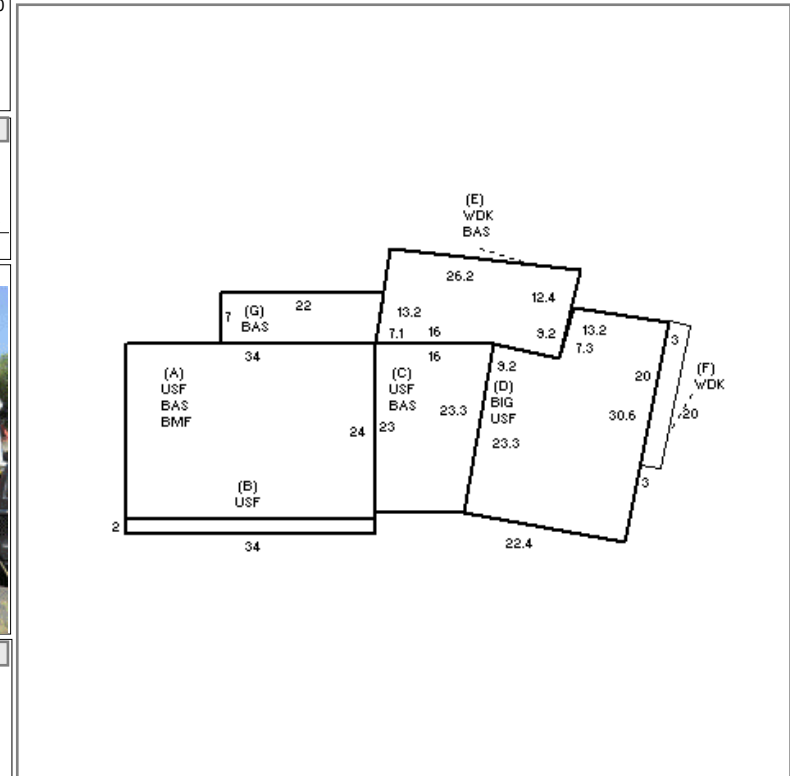 (E)
WDK
BAS
26.2
12.4
22
7
(G)
BAS
13.2
7.1
16
9.2
13.2
7.3
3
34
(A)
USF
BAS
BMF
16
(C)
USF
BAS
9.2
(D)
BIG
USF
20
(F)
WDK
23.3
30.6
20
24
23
23.3
(B)
USF
3
2
34
22.4